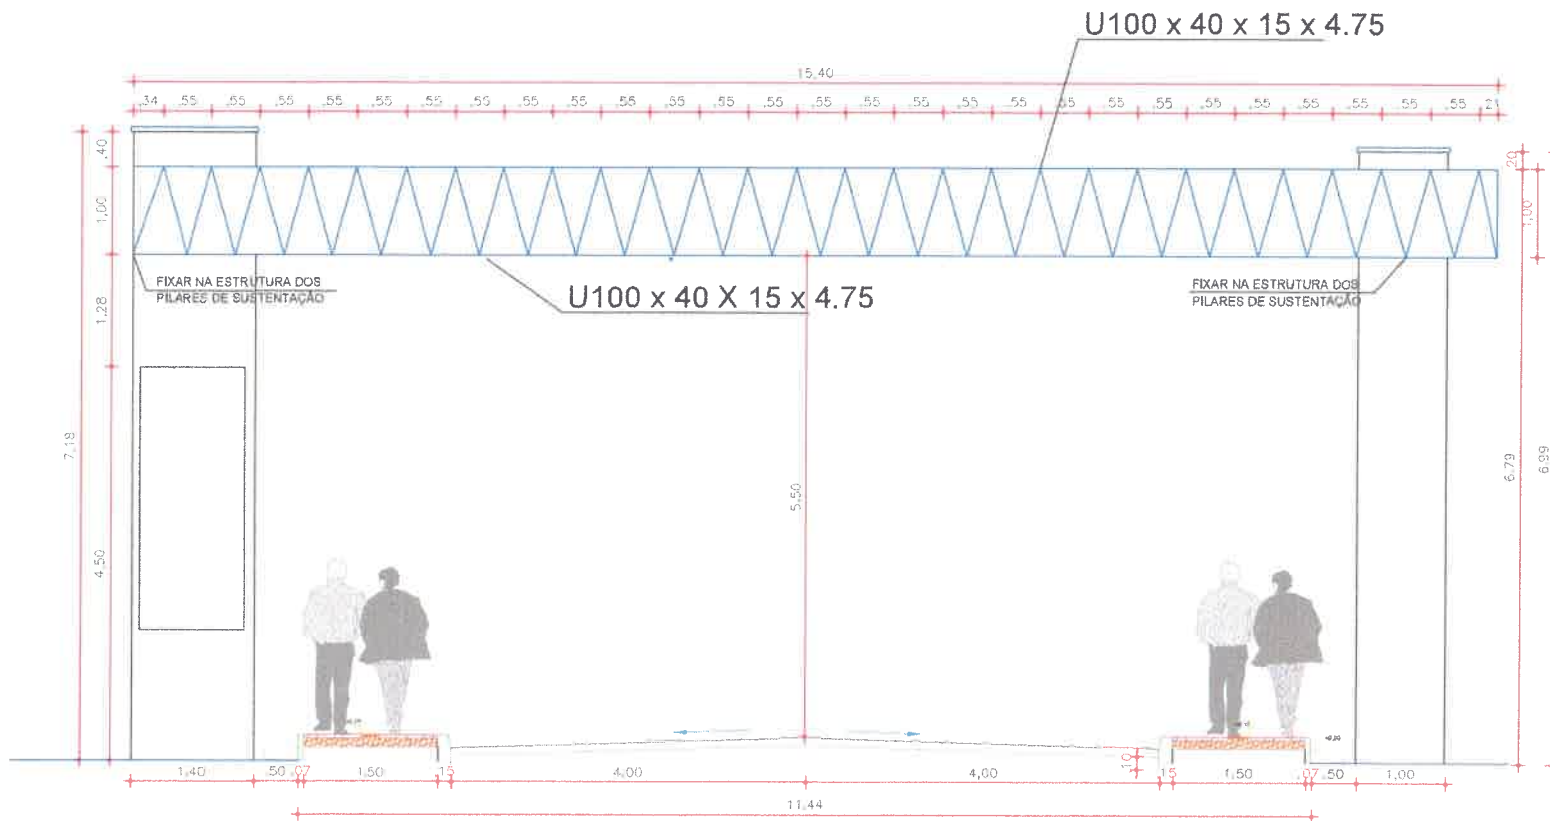 U100 x 40 x 15 x 4.75
15,40
,34 ,55 ,55 ,55 ,55 ,55 ,55 ,55 ,55 ,55 ,55 ,55 ,55 ,55 ,55 ,55 ,55 ,55 ,55 ,55 ,55 ,55 ,55 ,55 ,55 ,55 ,55 ,55 ,21
,40
,20
1,00
1,00
FIXAR NA ESTRUTURA DOS
PILARES DE SUSTENTAÇÃO
FIXAR NA ESTRUTURA DOS
PILARES DE SUSTENTAÇÃO
U100 x 40 X 15 x 4.75
1,28
7,18
4,50
5,50
6,79
6,99
,10
1,40 ,50 ,07 1,50 ,15 4,00 4,00 ,15 1,50 ,07 ,50 1,00
11,44